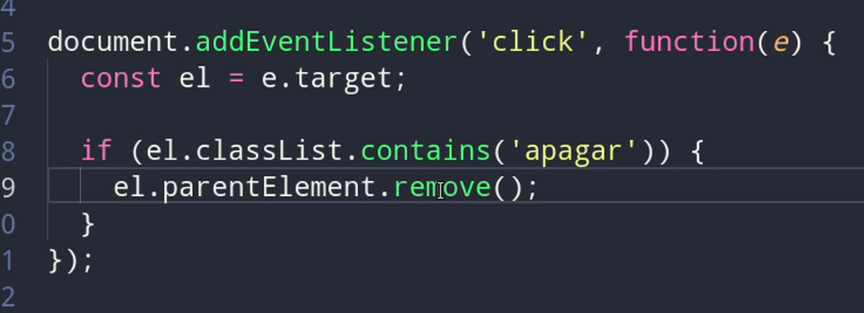 4
5 document.addEventListener('click', function(e) {
6   const el = e.target;
7
8   if (el.classList.contains('apagar')) {
9     el.parentElement.remove();
0   }
1 });
2